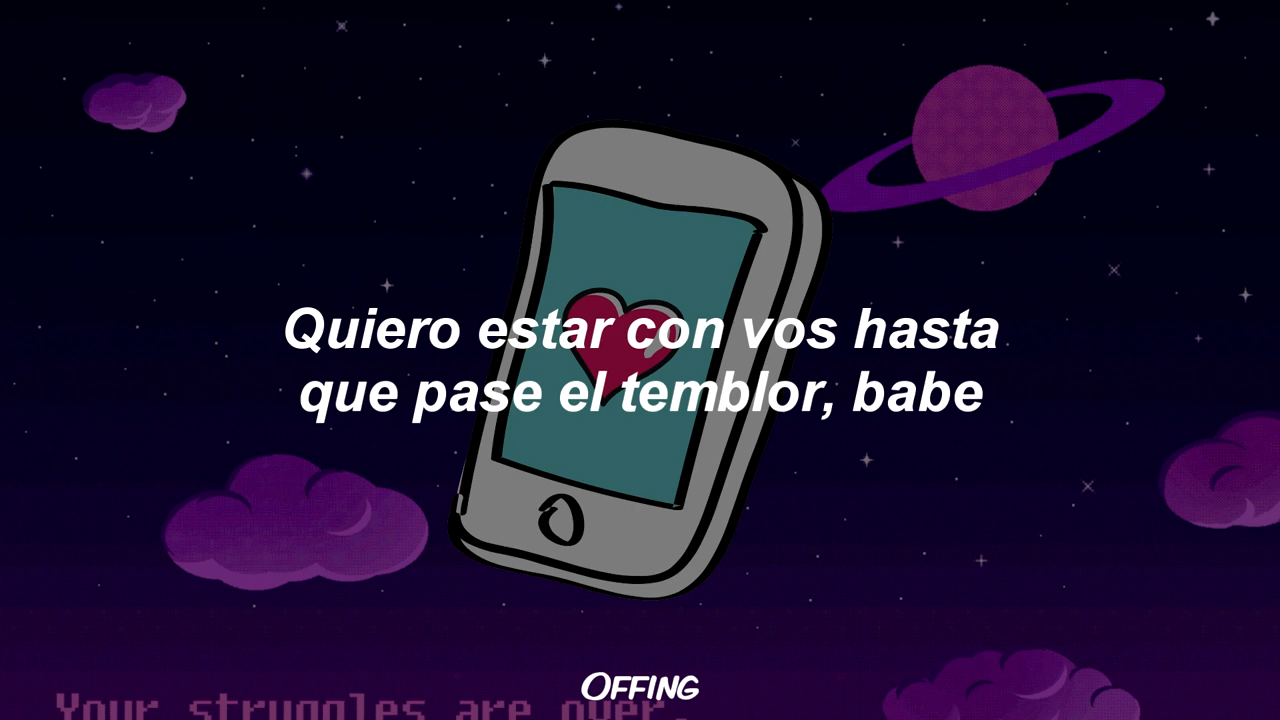 Quiero estar con vos hasta
que pase el temblor, babe
OFFING
Your struggles are over.